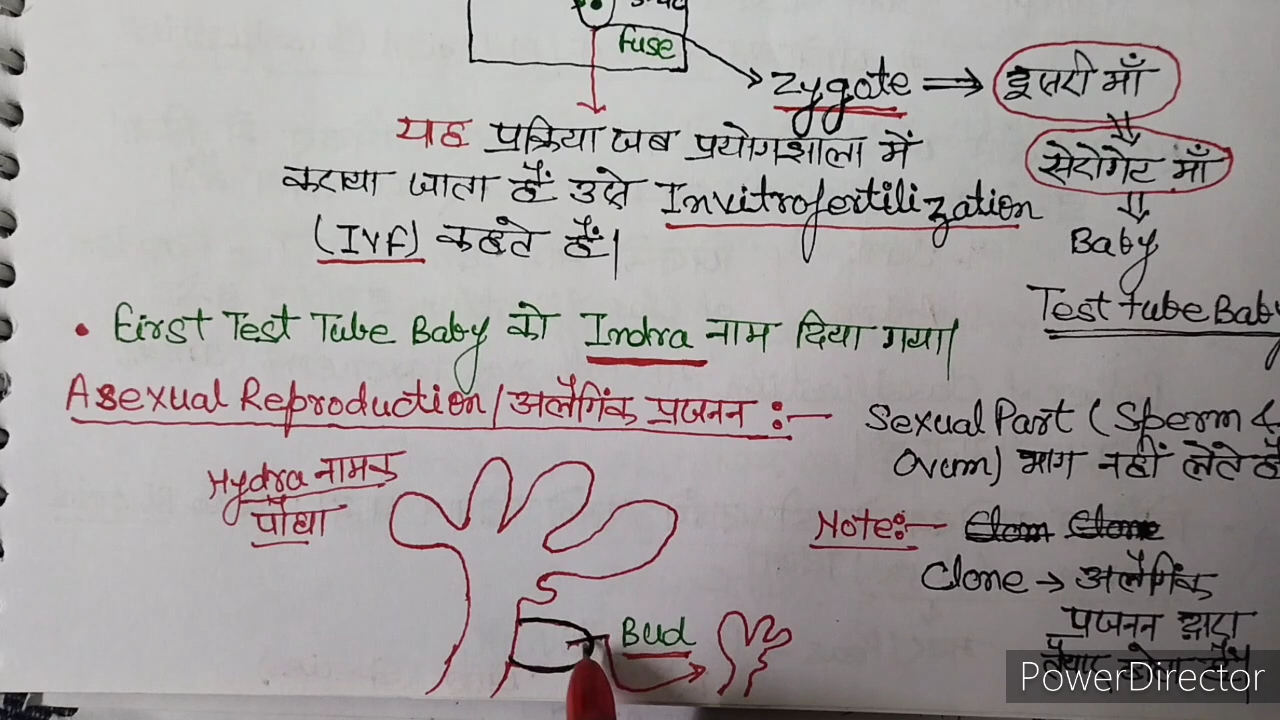 fuse
Zygate ⇒ दूसरी माँ
यह प्रक्रिया जब प्रयोगशाला में
सेरोगेट माँ
कराया जाता हैं उसे Invitrofertilization
(IVF) कहते हैं।
Baby
Test tube Baby
• First Test Tube Baby को Indra नाम दिया गया।
Asexual Reproduction/अलैगिंक प्रजनन :—
Sexual Part (Sperm &
Ovum) भाग नहीं लेते है
Hydra नामक
पौधा
Note:—
Clone → अलैगिंक
प्रजनन द्वारा
Bud
PowerDirector